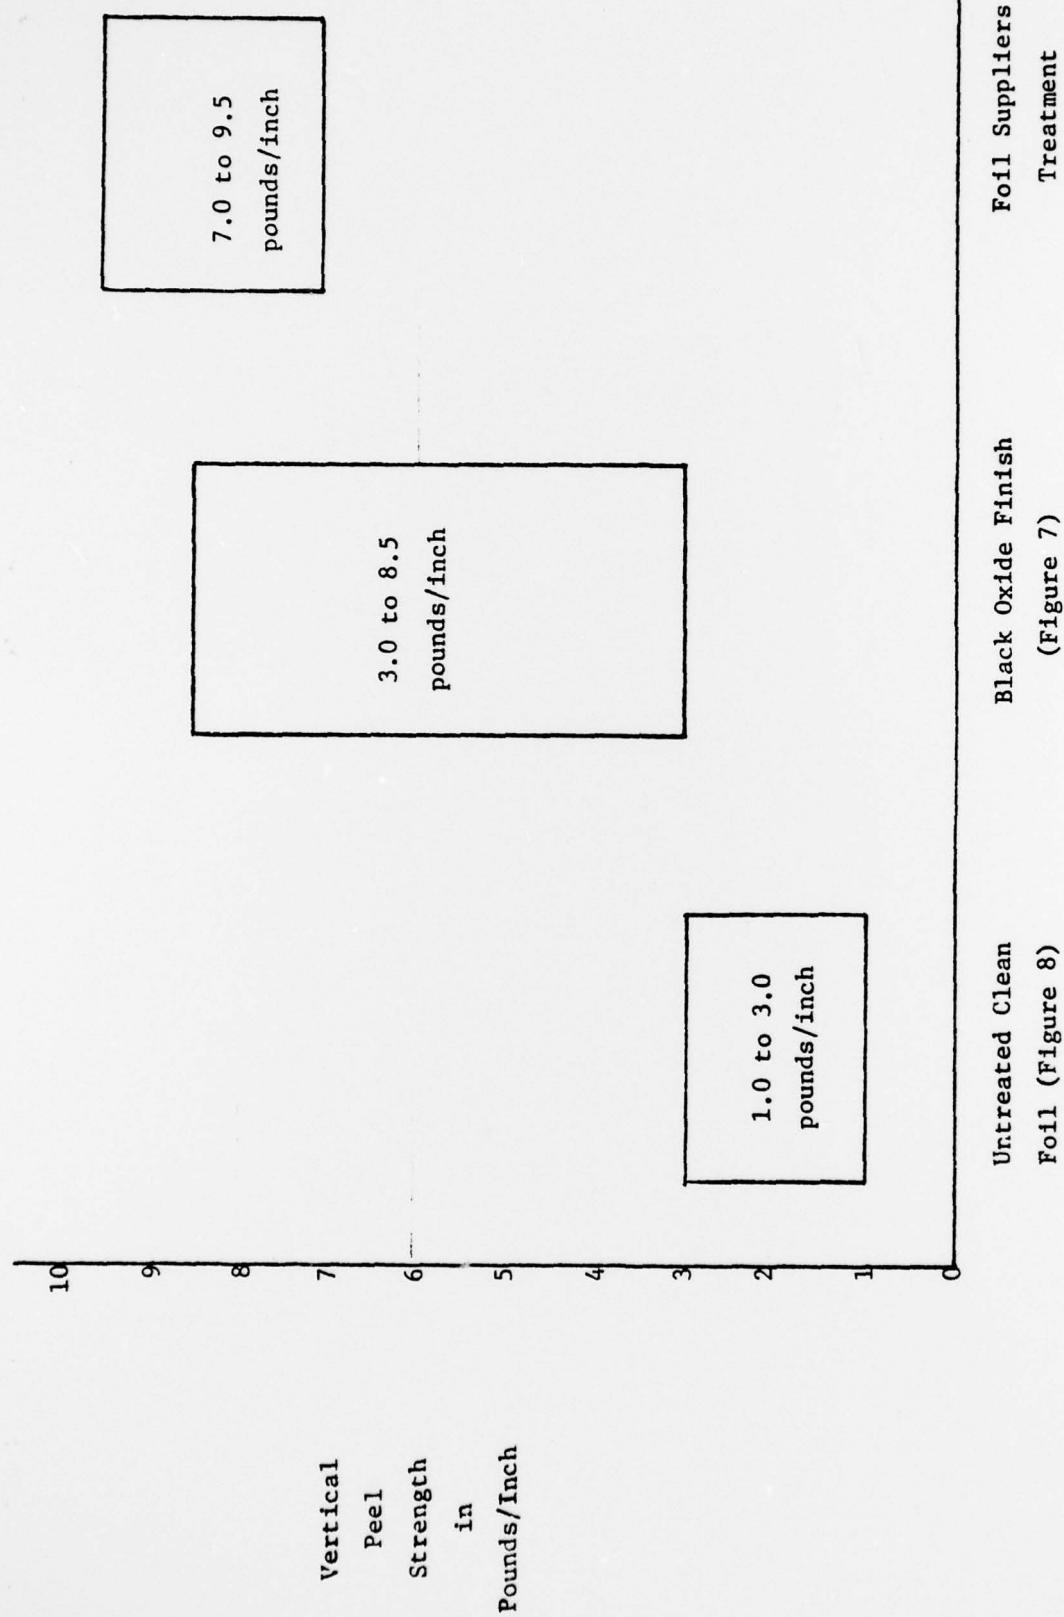 Vertical
Peel
Strength
in
Pounds/Inch
10
9
8
7
6
5
4
3
2
1
0
1.0 to 3.0
pounds/inch
3.0 to 8.5
pounds/inch
7.0 to 9.5
pounds/inch
Untreated Clean
Foil (Figure 8)
Black Oxide Finish
(Figure 7)
Foil Suppliers
Treatment